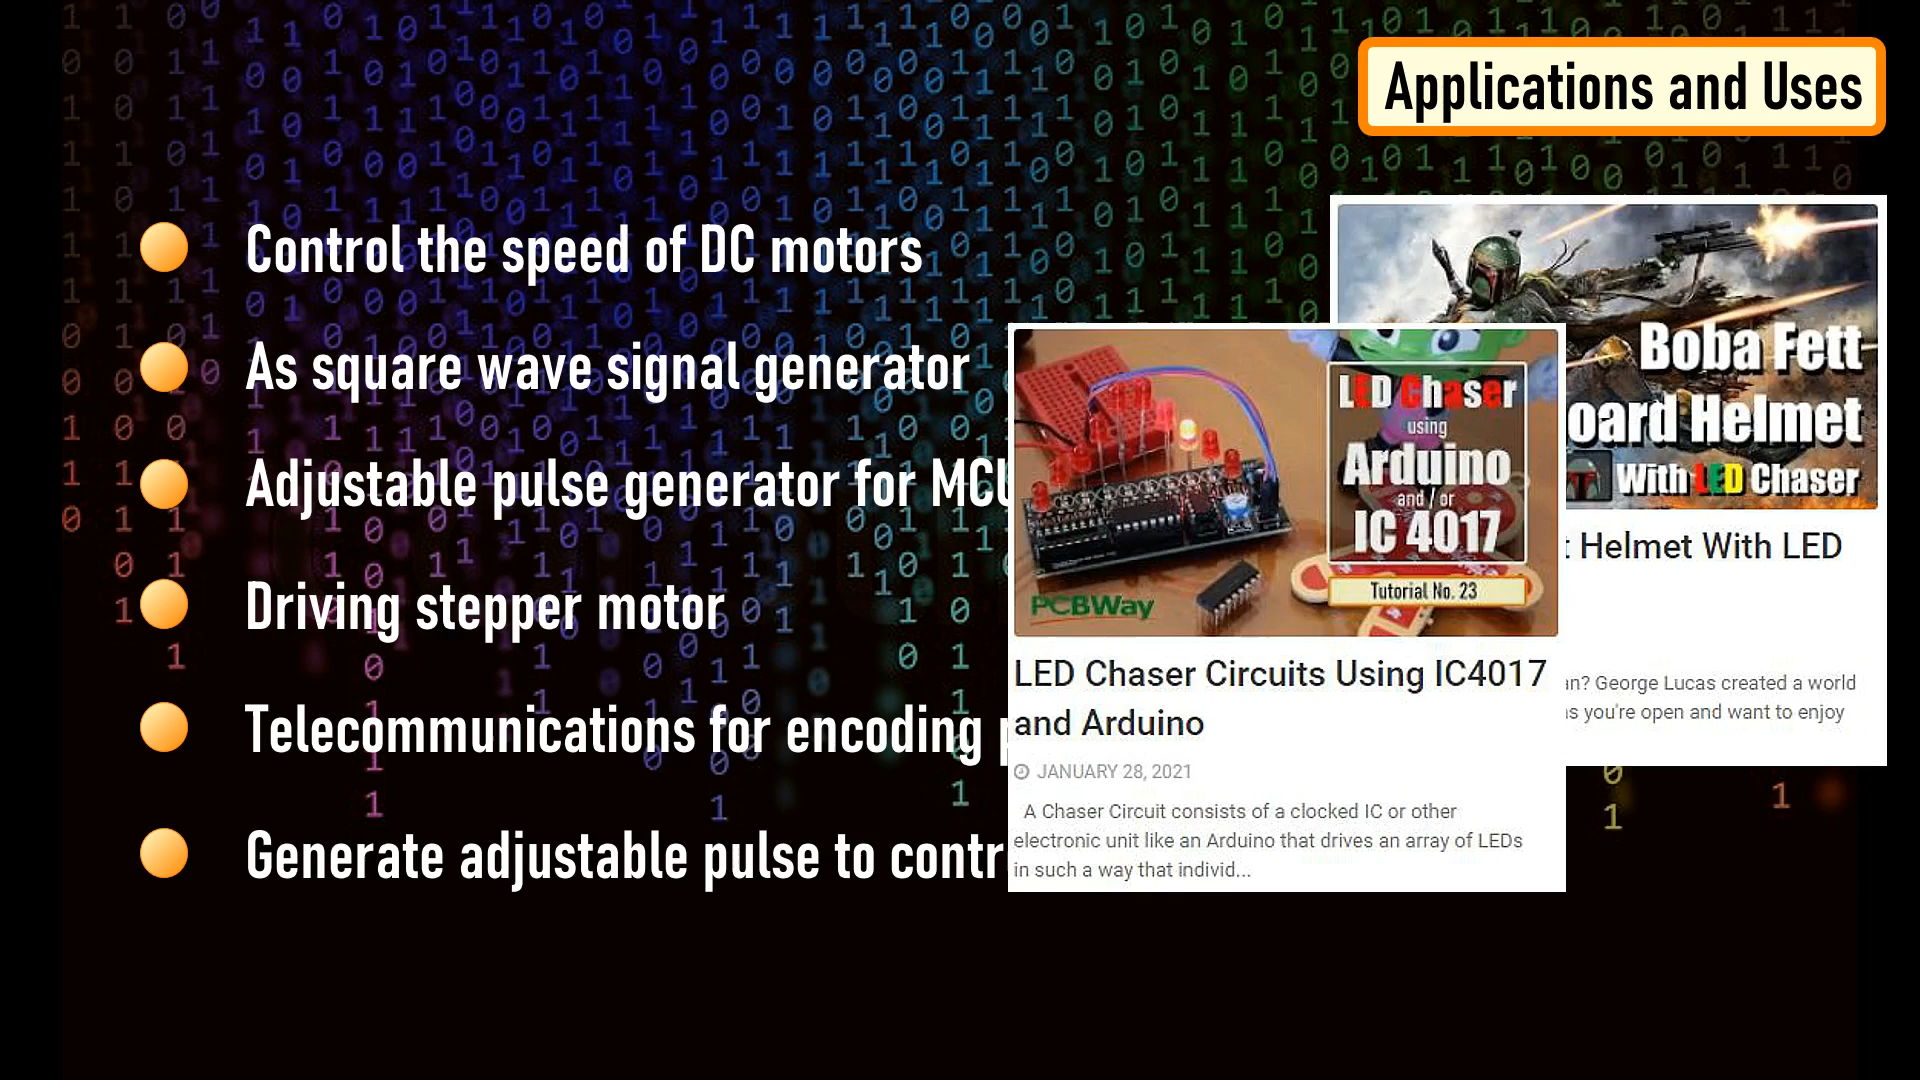 Applications and Uses
Control the speed of DC motors
As square wave signal generator
Adjustable pulse generator for
Driving stepper motor
Telecommunications for encoding
Generate adjustable pulse to
LED Chaser
using
Arduino
and / or
IC 4017
Tutorial No. 23
PCBWay
LED Chaser Circuits Using IC4017
and Arduino
JANUARY 28, 2021
A Chaser Circuit consists of a clocked IC or other
electronic unit like an Arduino that drives an array of LEDs
in such a way that individ...
Boba Fett
Helmet
With LED Chaser
Helmet With LED
George Lucas created a world
you're open and want to enjoy